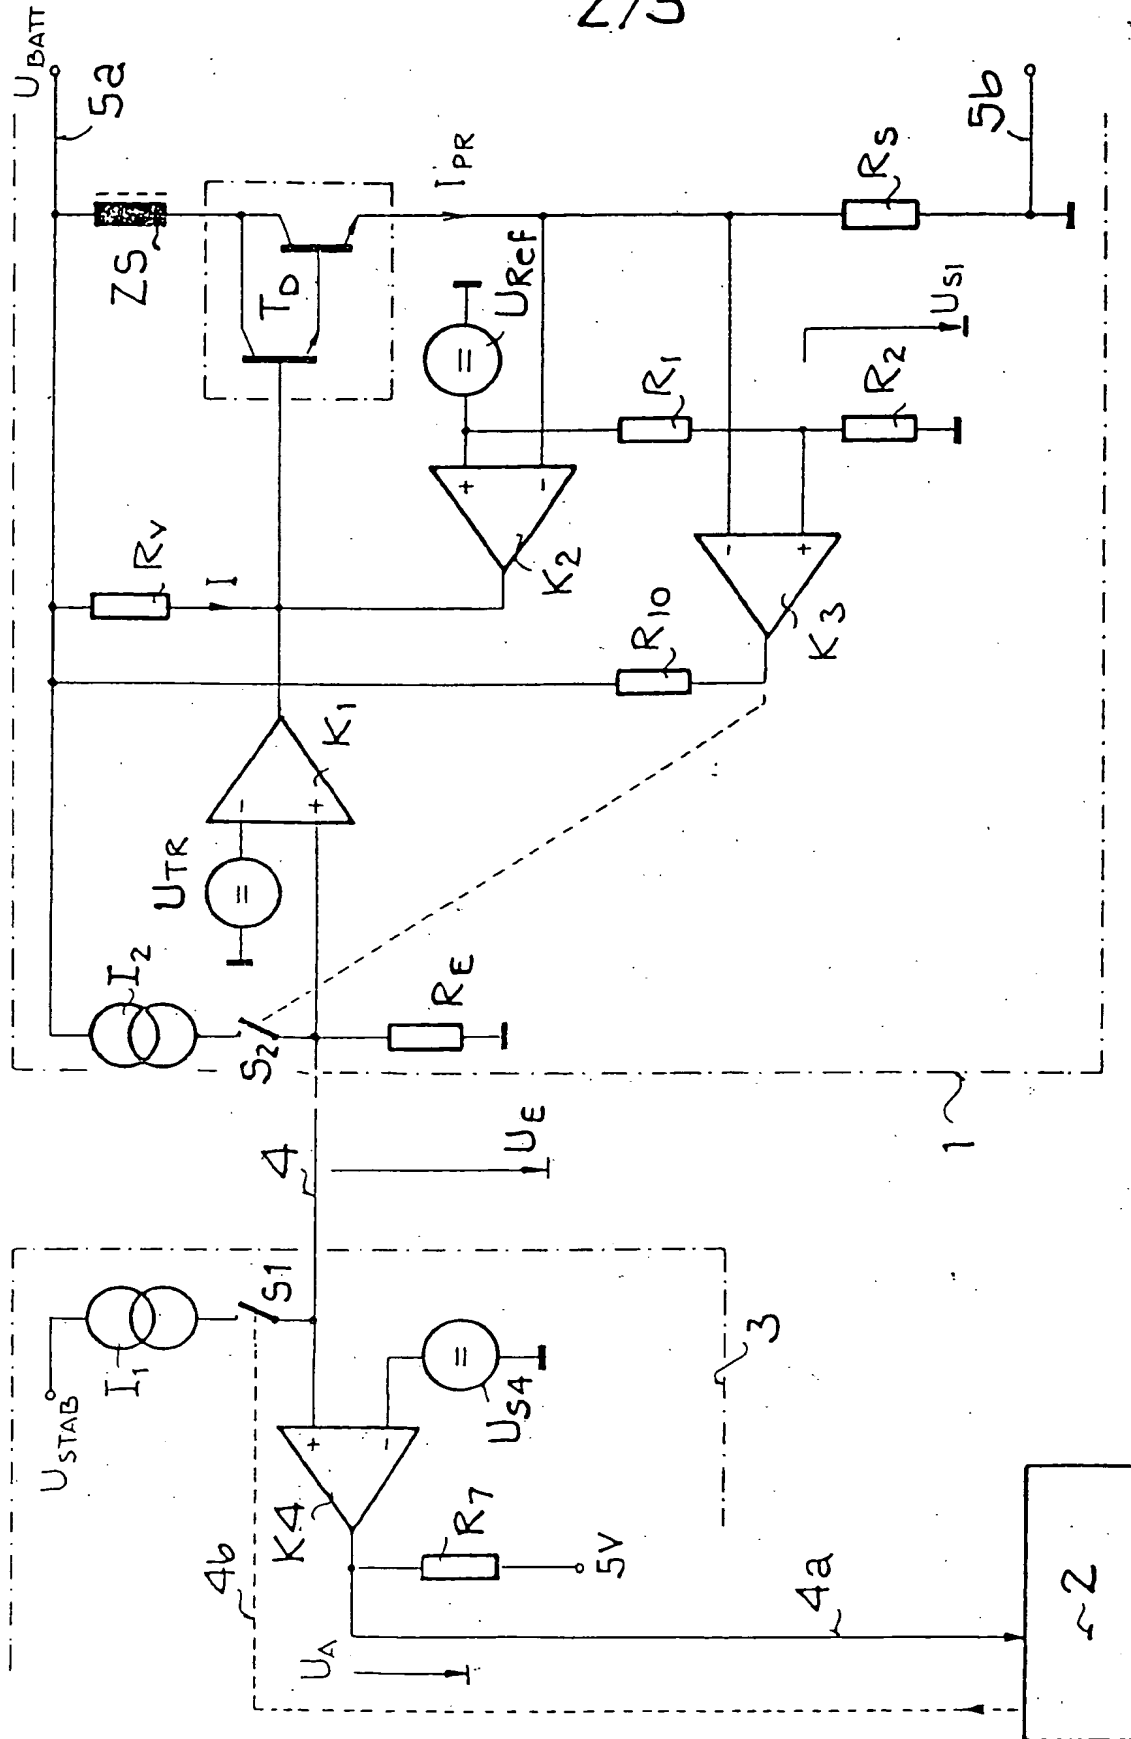 2/3
U_BATT
5a
ZS
T_D
I_PR
R_S
5b
U_Ref
=
R_1
R_2
U_S1
+
-
K_2
R_V
I
-
+
K_3
R_10
K_1
-
+
U_TR
=
I_2
S_2
R_E
1
4
U_E
3
S1
I_1
U_STAB
=
U_S4
+
-
K4
R_7
5V
4b
4a
U_A
~2